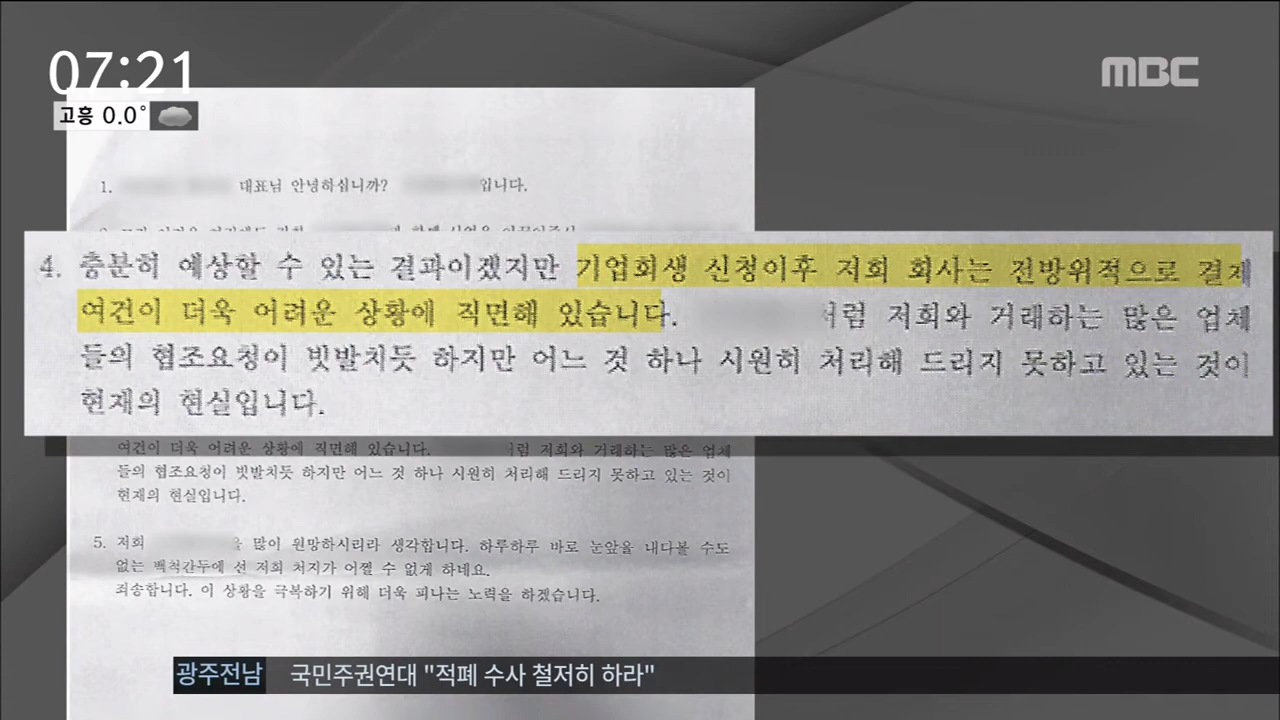 07:21
MBC
고흥 0.0°
1. 대표님 안녕하십니까? 입니다.
4. 충분히 예상할 수 있는 결과이겠지만 기업회생 신청이후 저희 회사는 전방위적으로 결제
여건이 더욱 어려운 상황에 직면해 있습니다. 처럼 저희와 거래하는 많은 업체
들의 협조요청이 빗발치듯 하지만 어느 것 하나 시원히 처리해 드리지 못하고 있는 것이
현재의 현실입니다.
여건이 더욱 어려운 상황에 직면해 있습니다. 처럼 저희와 거래하는 많은 업체
들의 협조요청이 빗발치듯 하지만 어느 것 하나 시원히 처리해 드리지 못하고 있는 것이
현재의 현실입니다.
5. 저희 을 많이 원망하시리라 생각합니다. 하루하루 바로 눈앞을 내다볼 수도
없는 백척간두에 선 저희 처지가 어쩔 수 없게 하네요.
죄송합니다. 이 상황을 극복하기 위해 더욱 피나는 노력을 하겠습니다.
광주전남 국민주권연대 "적폐 수사 철저히 하라"